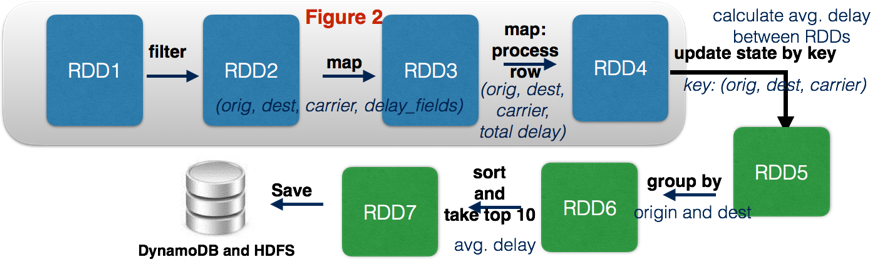 Figure 2
RDD1
filter
RDD2
map
(orig, dest, carrier, delay_fields)
RDD3
map:
process
row
(orig, dest,
carrier,
total delay)
RDD4
calculate avg. delay
between RDDs
update state by key
key: (orig, dest, carrier)
RDD5
group by
origin and dest
RDD6
sort
and
take top 10
avg. delay
RDD7
Save
DynamoDB and HDFS